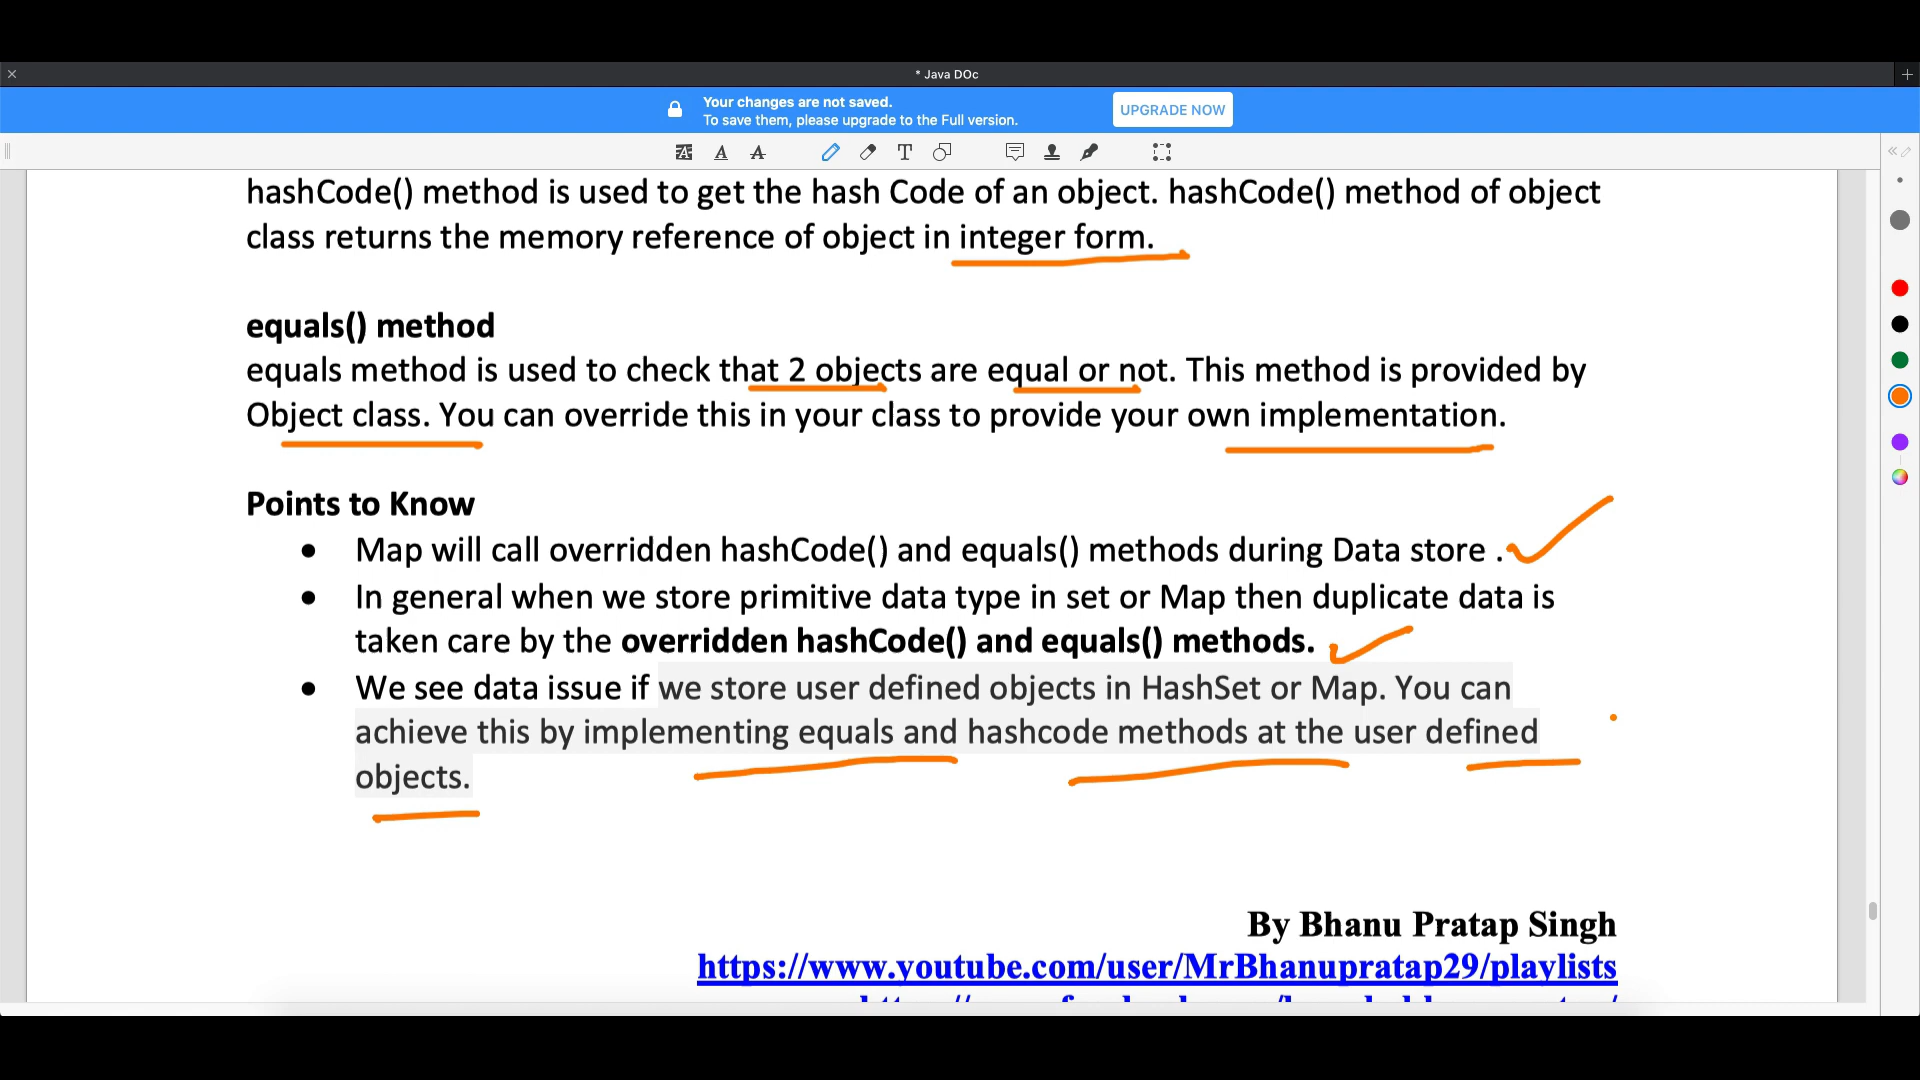 * Java DOc
Your changes are not saved.
To save them, please upgrade to the Full version.
UPGRADE NOW
hashCode() method is used to get the hash Code of an object. hashCode() method of object
class returns the memory reference of object in integer form.
equals() method
equals method is used to check that 2 objects are equal or not. This method is provided by
Object class. You can override this in your class to provide your own implementation.
Points to Know
• Map will call overridden hashCode() and equals() methods during Data store .
• In general when we store primitive data type in set or Map then duplicate data is
taken care by the overridden hashCode() and equals() methods.
• We see data issue if we store user defined objects in HashSet or Map. You can
achieve this by implementing equals and hashcode methods at the user defined
objects.
By Bhanu Pratap Singh
https://www.youtube.com/user/MrBhanupratap29/playlists